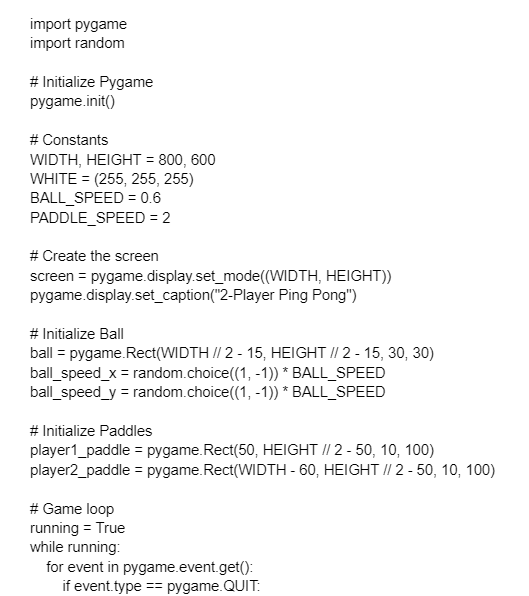 import pygame
import random

# Initialize Pygame
pygame.init()

# Constants
WIDTH, HEIGHT = 800, 600
WHITE = (255, 255, 255)
BALL_SPEED = 0.6
PADDLE_SPEED = 2

# Create the screen
screen = pygame.display.set_mode((WIDTH, HEIGHT))
pygame.display.set_caption("2-Player Ping Pong")

# Initialize Ball
ball = pygame.Rect(WIDTH // 2 - 15, HEIGHT // 2 - 15, 30, 30)
ball_speed_x = random.choice((1, -1)) * BALL_SPEED
ball_speed_y = random.choice((1, -1)) * BALL_SPEED

# Initialize Paddles
player1_paddle = pygame.Rect(50, HEIGHT // 2 - 50, 10, 100)
player2_paddle = pygame.Rect(WIDTH - 60, HEIGHT // 2 - 50, 10, 100)

# Game loop
running = True
while running:
    for event in pygame.event.get():
        if event.type == pygame.QUIT: